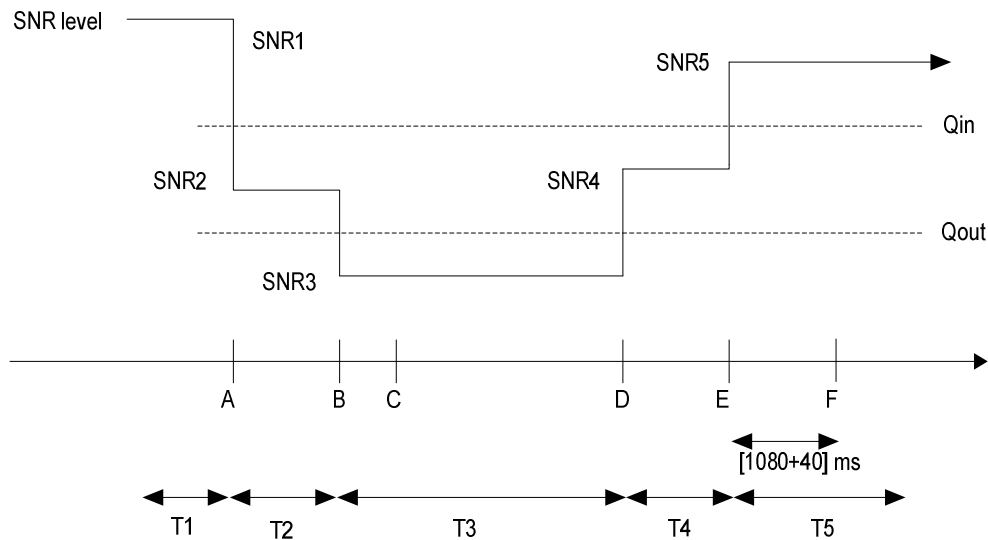 SNR level
SNR1
SNR5
Qin
SNR2
SNR4
Qout
SNR3
A
B
C
D
E
F
[1080+40] ms
T1
T2
T3
T4
T5